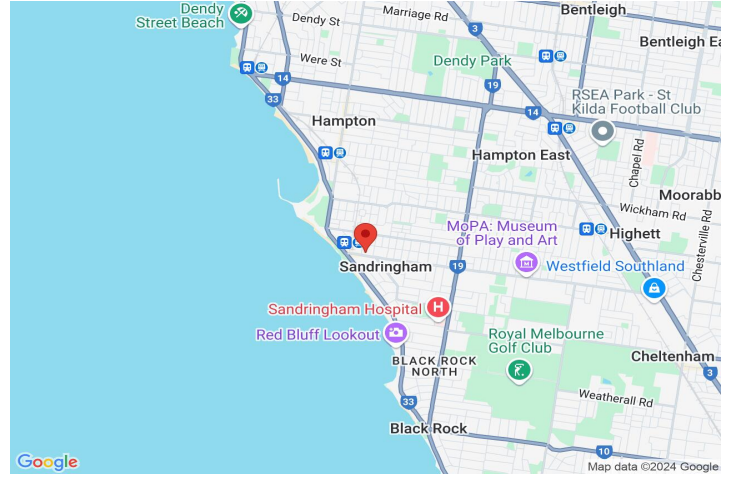 Dendy
Street Beach
Dendy St
Marriage Rd
Bentleigh
3
Bentleigh Ea
Were St
Dendy Park
14
19
33
RSEA Park - St
Kilda Football Club
14
Hampton
Hampton East
Chapel Rd
Moorabb
Wickham Rd
MoPA: Museum
of Play and Art
Highett
Chesterville Rd
Sandringham
19
Westfield Southland
Sandringham Hospital
H
Red Bluff Lookout
Royal Melbourne
Golf Club
BLACK ROCK
NORTH
Cheltenham
3
Weatherall Rd
33
Black Rock
10
Google
Map data ©2024 Google